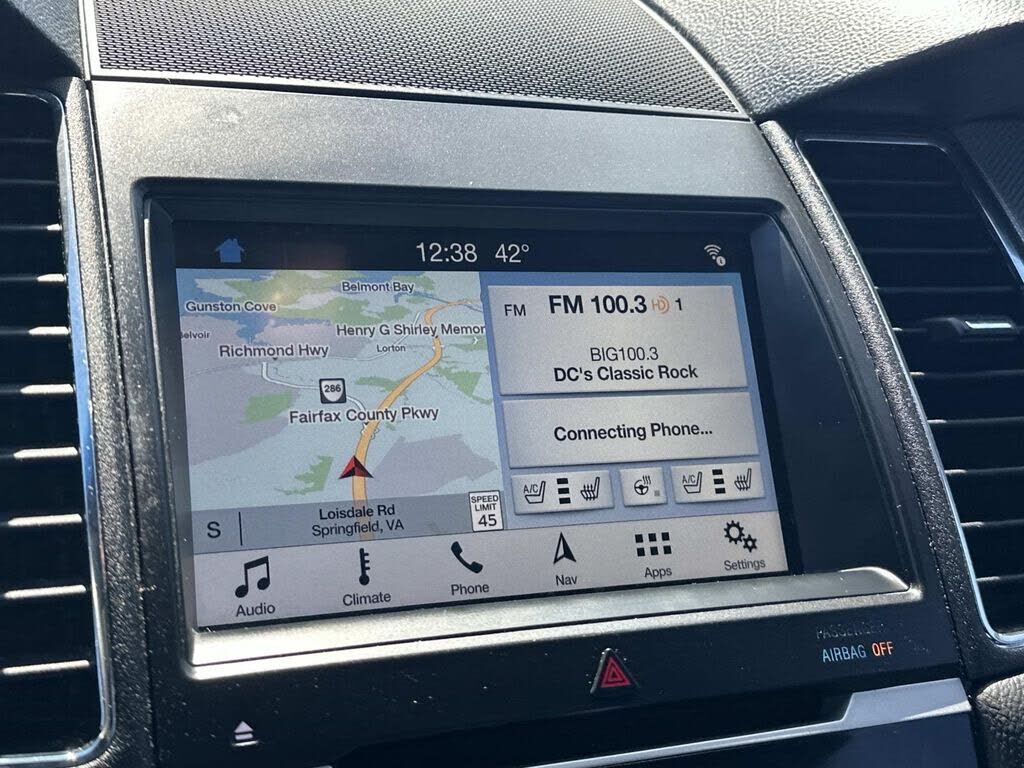 12:38 42°
Belmont Bay
Gunston Cove
elvoir
Henry G Shirley Memor
Richmond Hwy
Lorton
286
Fairfax County Pkwy
S
Loisdale Rd
Springfield, VA
SPEED
LIMIT
45
FM
FM 100.3 HD 1
BIG100.3
DC's Classic Rock
Connecting Phone...
A/C
A/C
Audio
Climate
Phone
Nav
Apps
Settings
PASSENGER
AIRBAG OFF